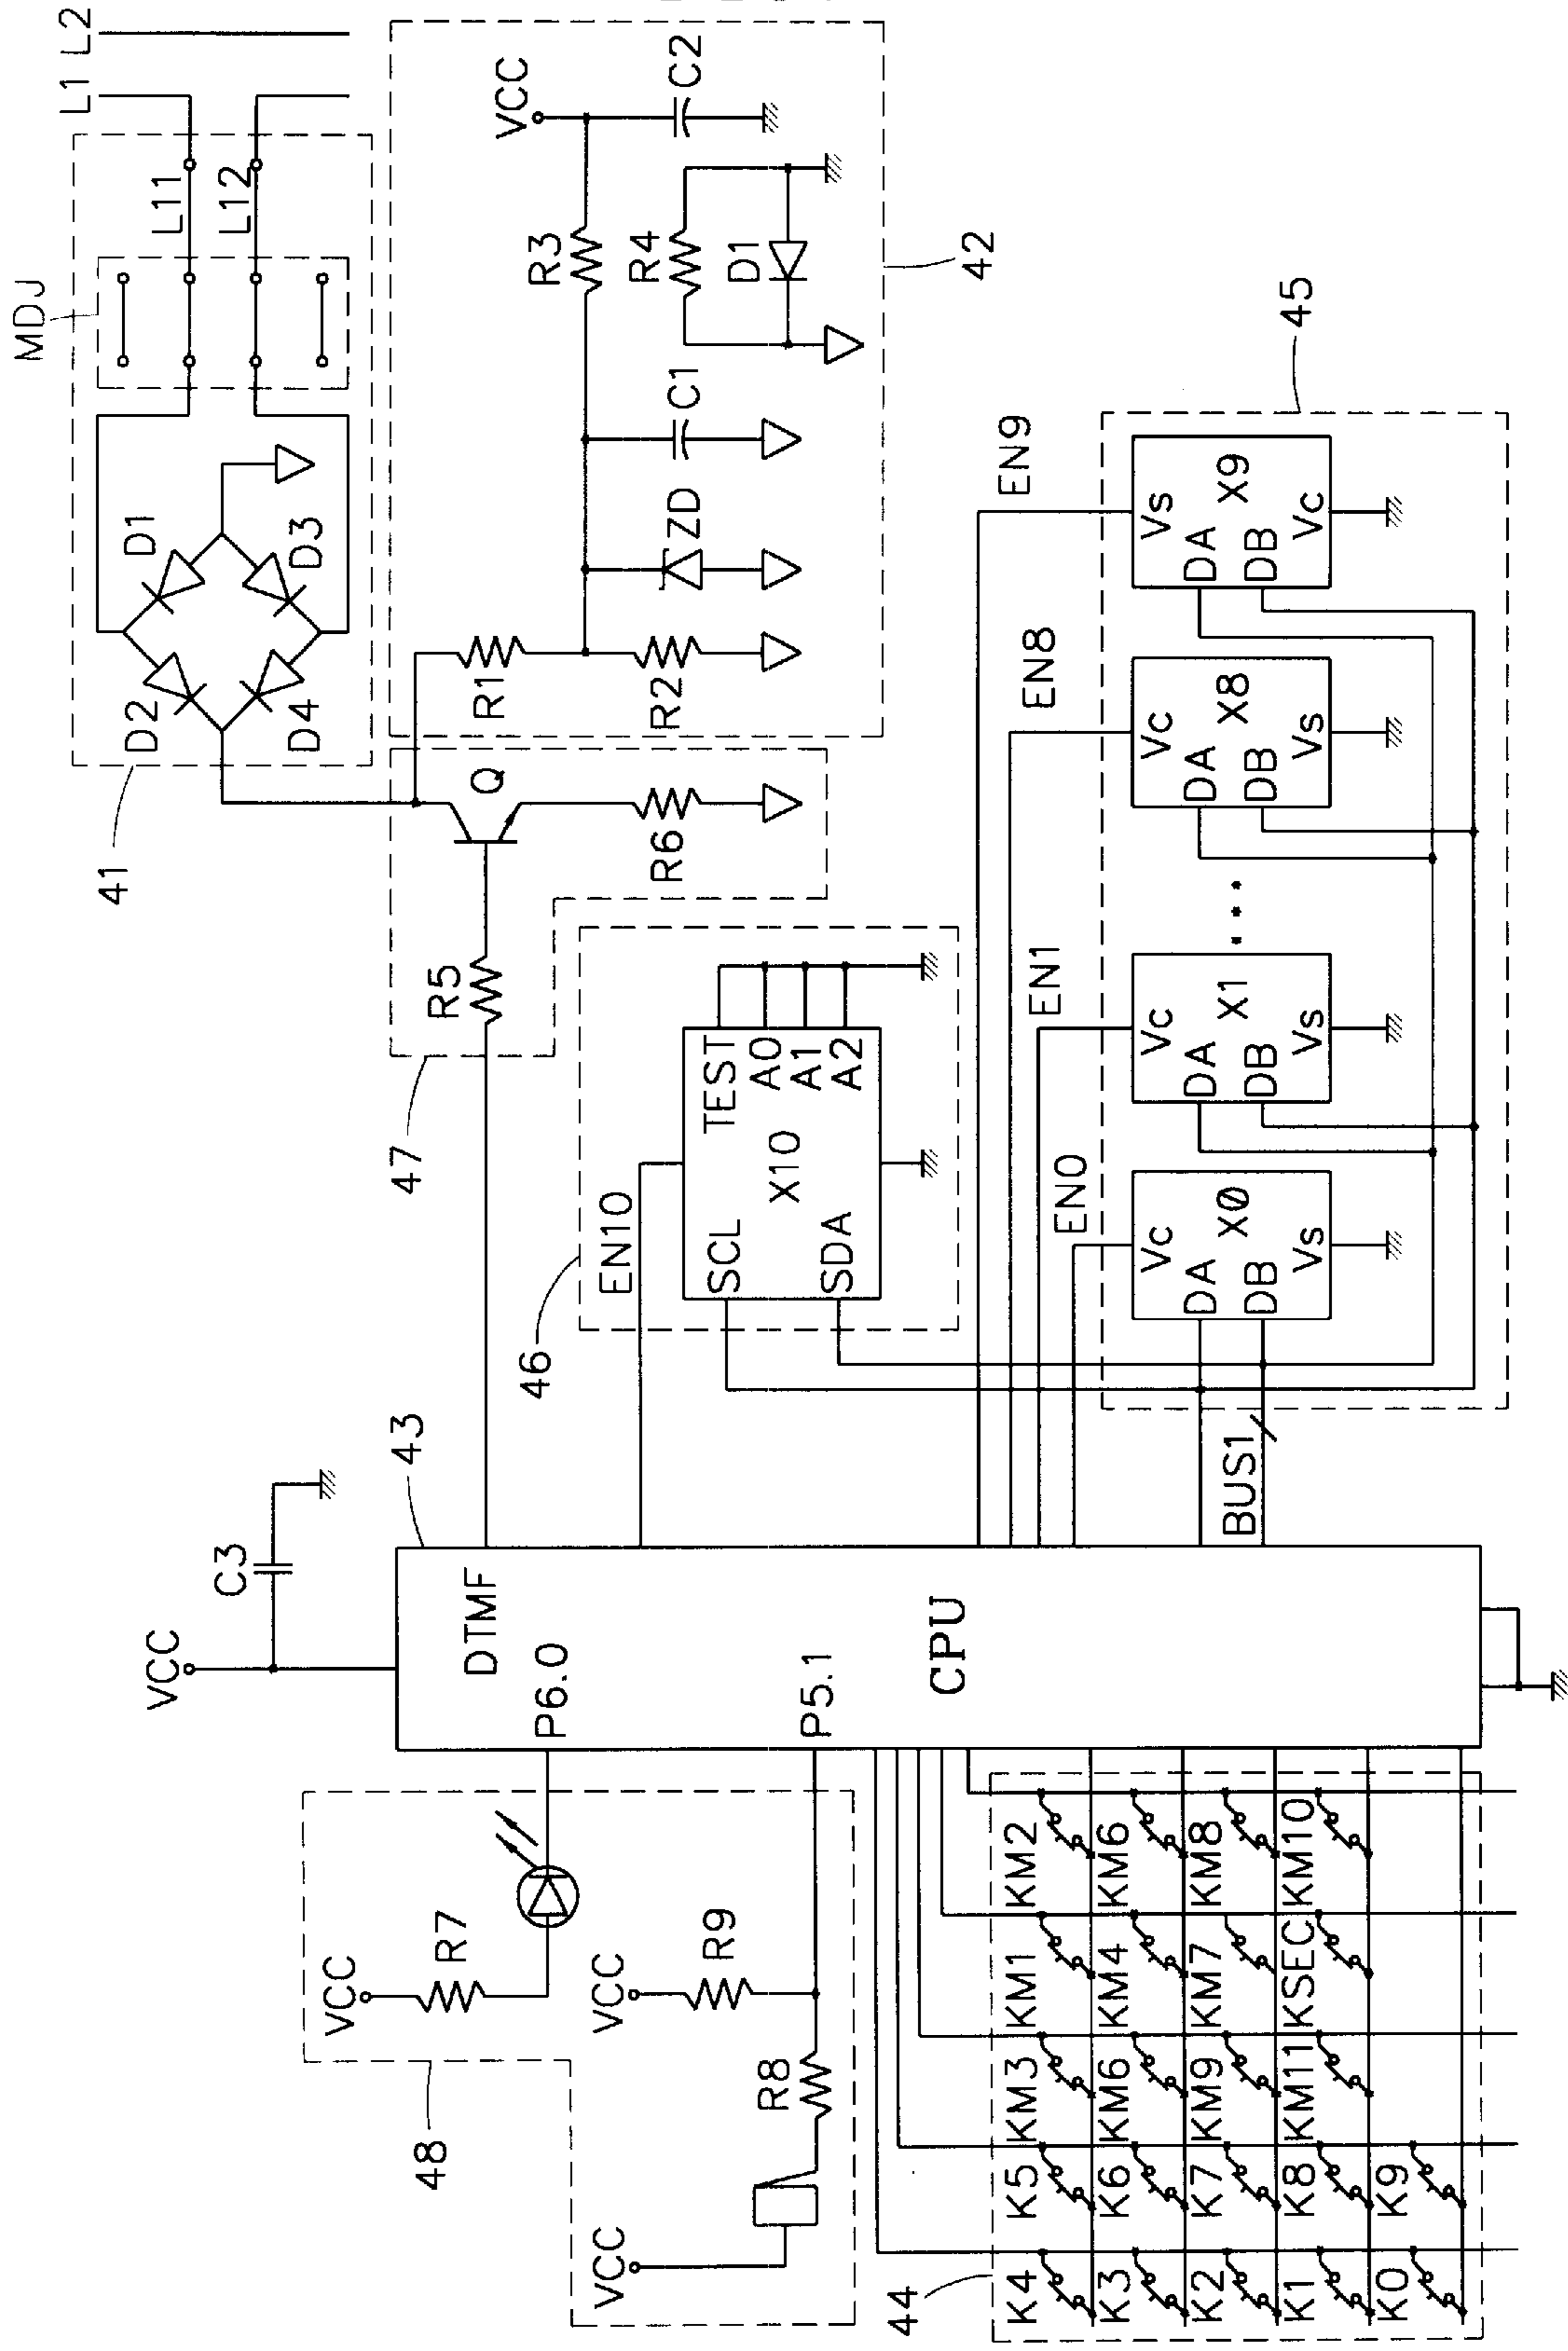 L1
L2
MDJ
L11
L12
D1
D2
D3
D4
41
VCC
C2
R3
R4
D1
C1
ZD
R1
R2
42
Q
R6
R5
47
EN10
TEST
A0
A1
A2
X10
SCL
SDA
46
EN9
EN8
EN1
EN0
45
Vs
DA
X9
DB
Vc
Vc
DA
X8
DB
Vs
Vc
DA
X1
DB
Vs
Vc
DA
X0
DB
Vs
BUS1
43
C3
VCC
DTMF
P6.0
P5.1
CPU
VCC
R7
VCC
R9
R8
VCC
48
44
KM2
KM6
KM8
KM10
KM1
KM4
KM7
KSEC
KM3
KM6
KM9
KM11
K5
K6
K7
K8
K9
K4
K3
K2
K1
K0